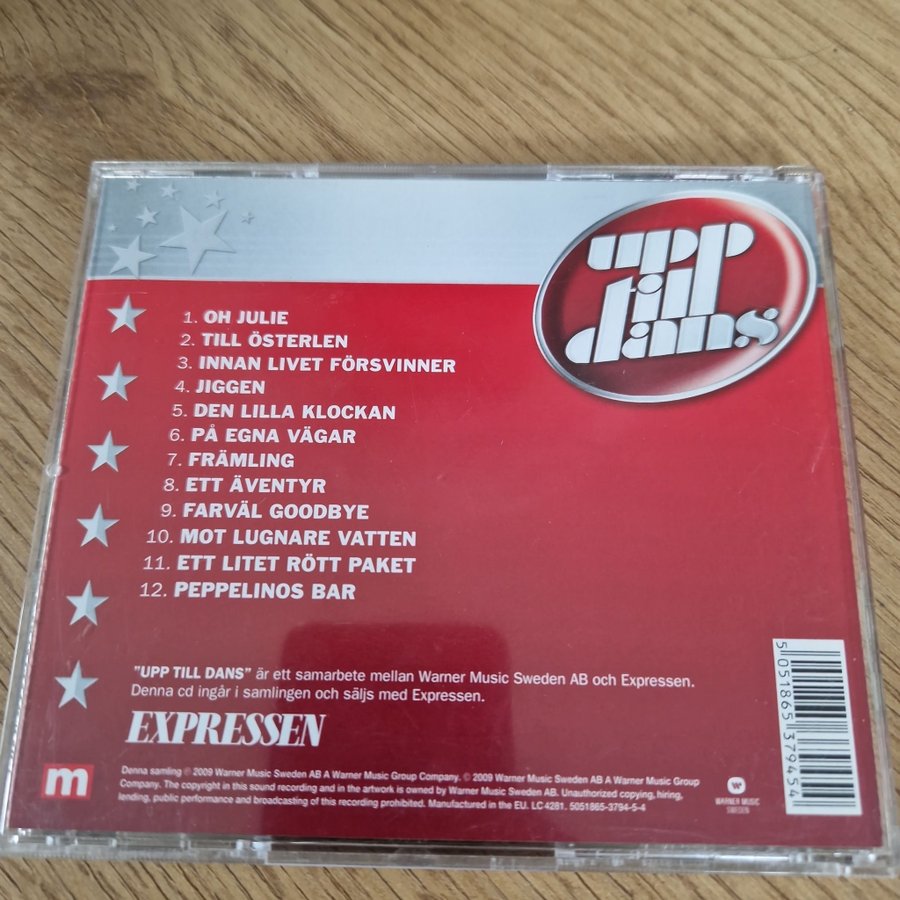 upp
till
dans
1. OH JULIE
2. TILL ÖSTERLEN
3. INNAN LIVET FÖRSVINNER
4. JIGGEN
5. DEN LILLA KLOCKAN
6. PÅ EGNA VÄGAR
7. FRÄMLING
8. ETT ÄVENTYR
9. FARVÄL GOODBYE
10. MOT LUGNARE VATTEN
11. ETT LITET RÖTT PAKET
12. PEPPELINOS BAR
"UPP TILL DANS" är ett samarbete mellan Warner Music Sweden AB och Expressen.
Denna cd ingår i samlingen och säljs med Expressen.
EXPRESSEN
m
Denna samling ℗ 2009 Warner Music Sweden AB A Warner Music Group Company. © 2009 Warner Music Sweden AB A Warner Music Group
Company. The copyright in this sound recording and in the artwork is owned by Warner Music Sweden AB. Unauthorized copying, hiring,
lending, public performance and broadcasting of this recording prohibited. Manufactured in the EU. LC 4281. 5051865-3794-5-4
WARNER MUSIC
SWEDEN
5 051865 379454